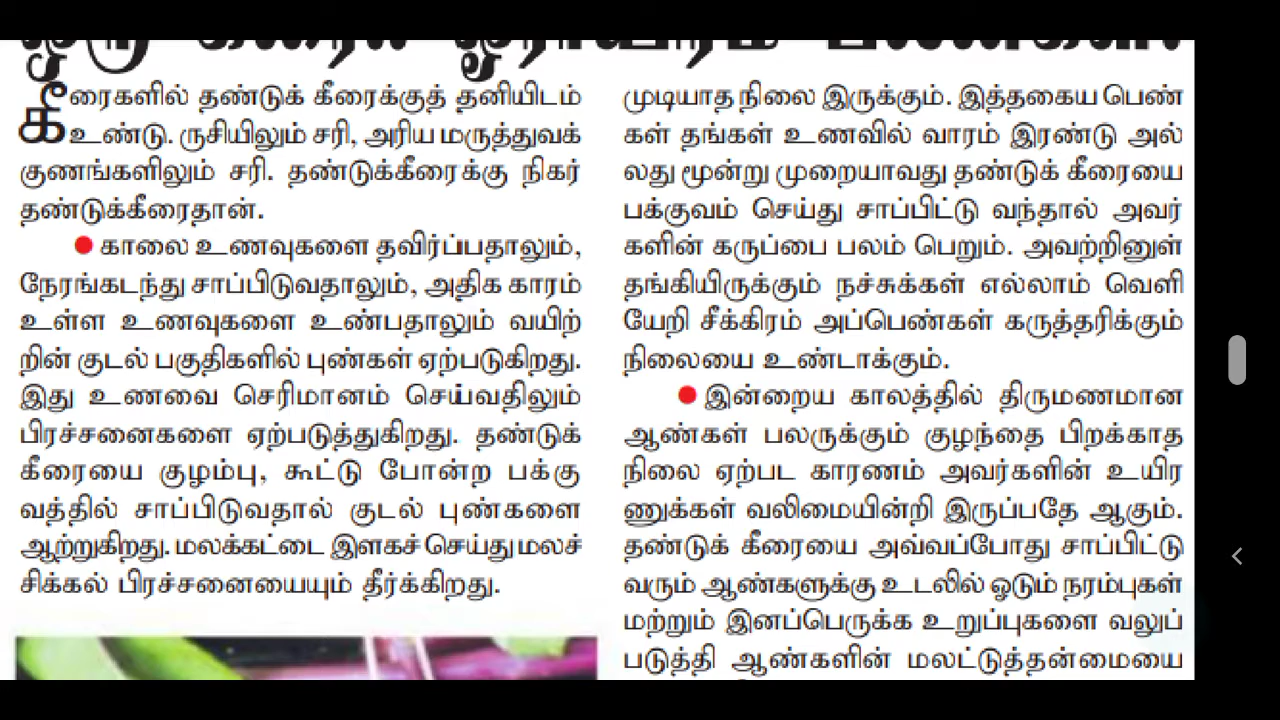 கீரைகளில் தண்டுக் கீரைக்குத் தனியிடம்
உண்டு. ருசியிலும் சரி, அரிய மருத்துவக்
குணங்களிலும் சரி. தண்டுக்கீரைக்கு நிகர்
தண்டுக்கீரைதான்.
● காலை உணவுகளை தவிர்ப்பதாலும்,
நேரங்கடந்து சாப்பிடுவதாலும், அதிக காரம்
உள்ள உணவுகளை உண்பதாலும் வயிற்
றின் குடல் பகுதிகளில் புண்கள் ஏற்படுகிறது.
இது உணவை செரிமானம் செய்வதிலும்
பிரச்சனைகளை ஏற்படுத்துகிறது. தண்டுக்
கீரையை குழம்பு, கூட்டு போன்ற பக்கு
வத்தில் சாப்பிடுவதால் குடல் புண்களை
ஆற்றுகிறது. மலக்கட்டை இளகச் செய்து மலச்
சிக்கல் பிரச்சனையையும் தீர்க்கிறது.
முடியாத நிலை இருக்கும். இத்தகைய பெண்
கள் தங்கள் உணவில் வாரம் இரண்டு அல்
லது மூன்று முறையாவது தண்டுக் கீரையை
பக்குவம் செய்து சாப்பிட்டு வந்தால் அவர்
களின் கருப்பை பலம் பெறும். அவற்றினுள்
தங்கியிருக்கும் நச்சுக்கள் எல்லாம் வெளி
யேறி சீக்கிரம் அப்பெண்கள் கருத்தரிக்கும்
நிலையை உண்டாக்கும்.
● இன்றைய காலத்தில் திருமணமான
ஆண்கள் பலருக்கும் குழந்தை பிறக்காத
நிலை ஏற்பட காரணம் அவர்களின் உயிர
ணுக்கள் வலிமையின்றி இருப்பதே ஆகும்.
தண்டுக் கீரையை அவ்வப்போது சாப்பிட்டு
வரும் ஆண்களுக்கு உடலில் ஓடும் நரம்புகள்
மற்றும் இனப்பெருக்க உறுப்புகளை வலுப்
படுத்தி ஆண்களின் மலட்டுத்தன்மையை